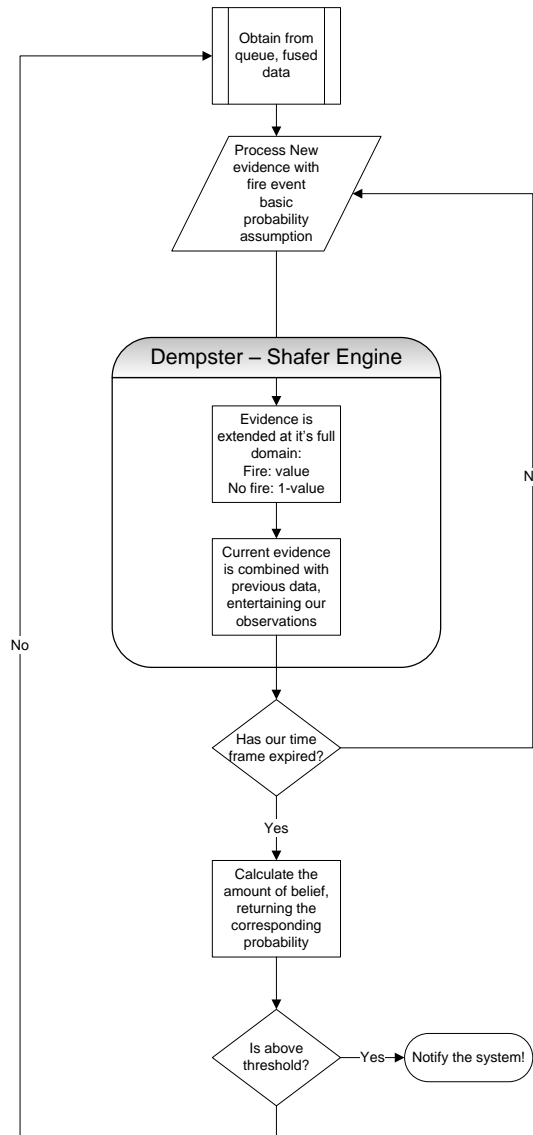 Obtain from
queue, fused
data
Process New
evidence with
fire event
basic
probability
assumption
Dempster – Shafer Engine
Evidence is
extended at it's full
domain:
Fire: value
No fire: 1-value
Current evidence
is combined with
previous data,
entertaining our
observations
No
Has our time
frame expired?
Yes
Calculate the
amount of belief,
returning the
corresponding
probability
Is above
threshold?
Yes
Notify the system!